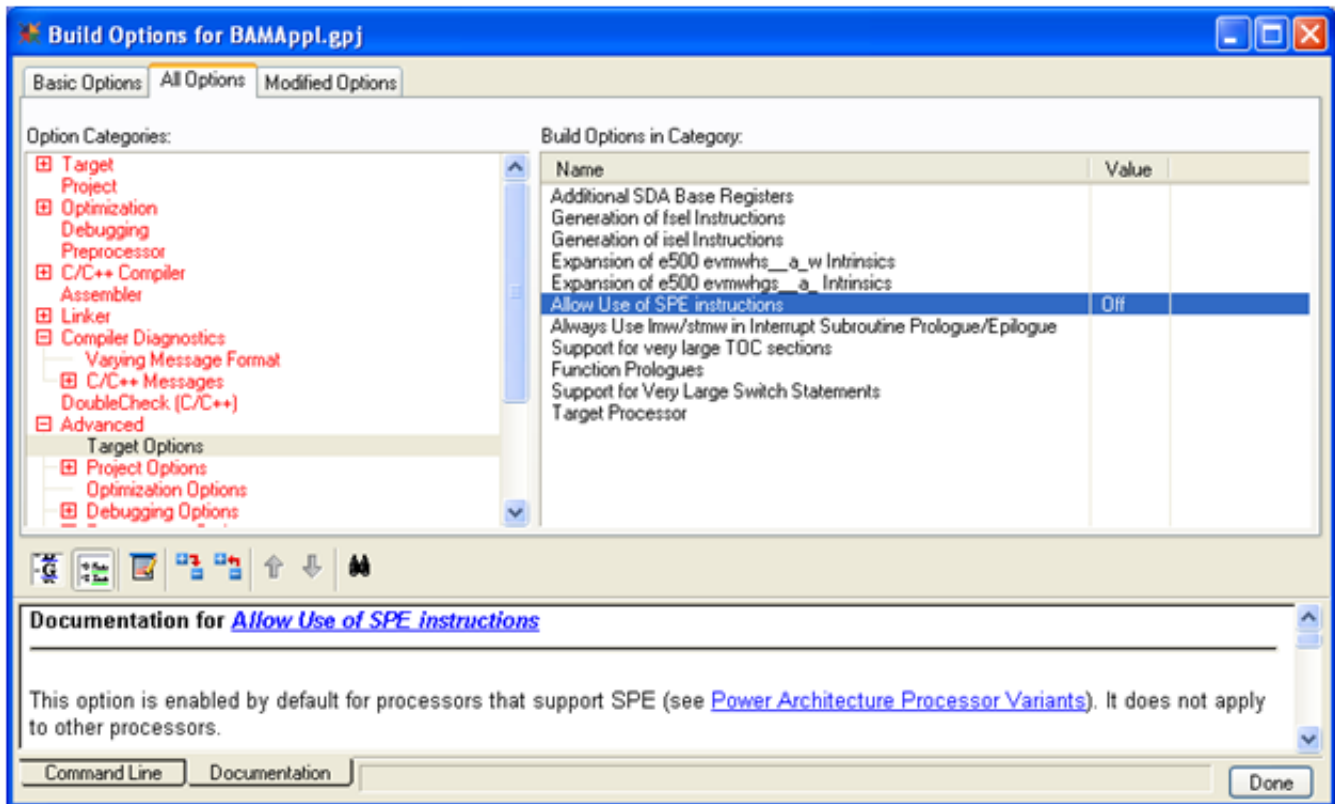 Build Options for BAMAppl.gpj
Basic Options
All Options
Modified Options
Option Categories:
Target
Project
Optimization
Debugging
Preprocessor
C/C++ Compiler
Assembler
Linker
Compiler Diagnostics
Varying Message Format
C/C++ Messages
DoubleCheck (C/C++)
Advanced
Target Options
Project Options
Optimization Options
Debugging Options
Build Options in Category:
Name Value
Additional SDA Base Registers
Generation of fsel Instructions
Generation of isel Instructions
Expansion of e500 evmwhs__a_w Intrinsics
Expansion of e500 evmwhgs__a_ Intrinsics
Allow Use of SPE instructions Off
Always Use lmw/stmw in Interrupt Subroutine Prologue/Epilogue
Support for very large TOC sections
Function Prologues
Support for Very Large Switch Statements
Target Processor
Documentation for Allow Use of SPE instructions
This option is enabled by default for processors that support SPE (see Power Architecture Processor Variants). It does not apply
to other processors.
Command Line
Documentation
Done